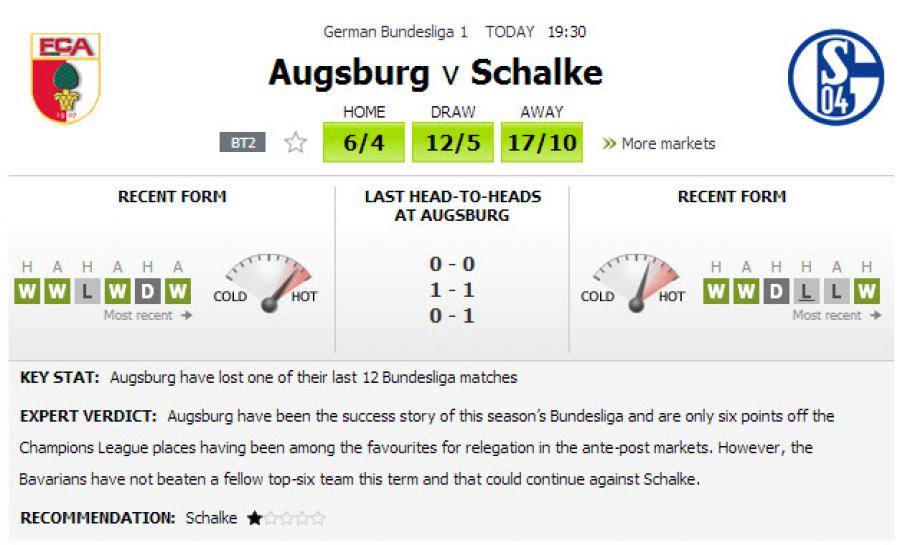 FCA
1907
German Bundesliga 1 TODAY 19:30
Augsburg v Schalke
S
04
HOME DRAW AWAY
BT2 6/4 12/5 17/10 » More markets
RECENT FORM
H A H A H A
W W L W D W
Most recent →
COLD HOT
LAST HEAD-TO-HEADS
AT AUGSBURG
0 - 0
1 - 1
0 - 1
RECENT FORM
COLD HOT
H A H H A H
W W D L L W
Most recent →
KEY STAT: Augsburg have lost one of their last 12 Bundesliga matches
EXPERT VERDICT: Augsburg have been the success story of this season's Bundesliga and are only six points off the
Champions League places having been among the favourites for relegation in the ante-post markets. However, the
Bavarians have not beaten a fellow top-six team this term and that could continue against Schalke.
RECOMMENDATION: Schalke ★☆☆☆☆